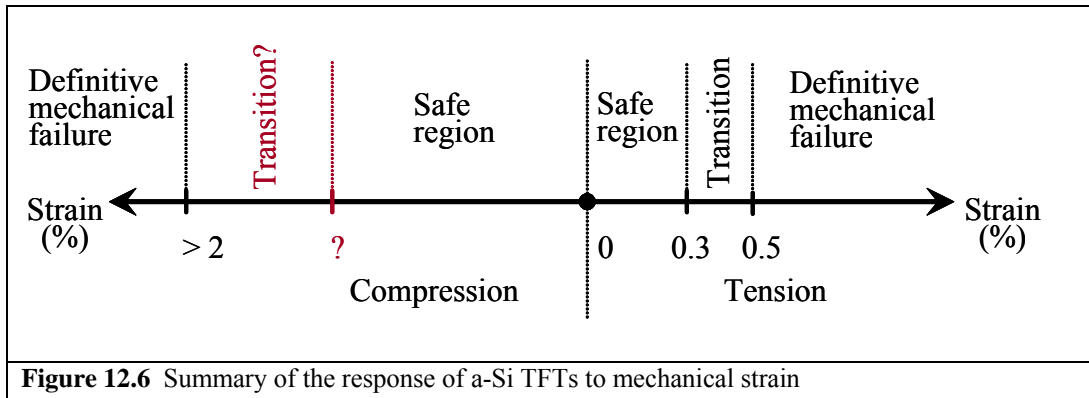 Definitive
mechanical
failure
Transition?
Safe
region
Safe
region
Transition
Definitive
mechanical
failure
Strain
(%)
> 2
?
0
0.3
0.5
Strain
(%)
Compression
Tension
Figure 12.6 Summary of the response of a-Si TFTs to mechanical strain